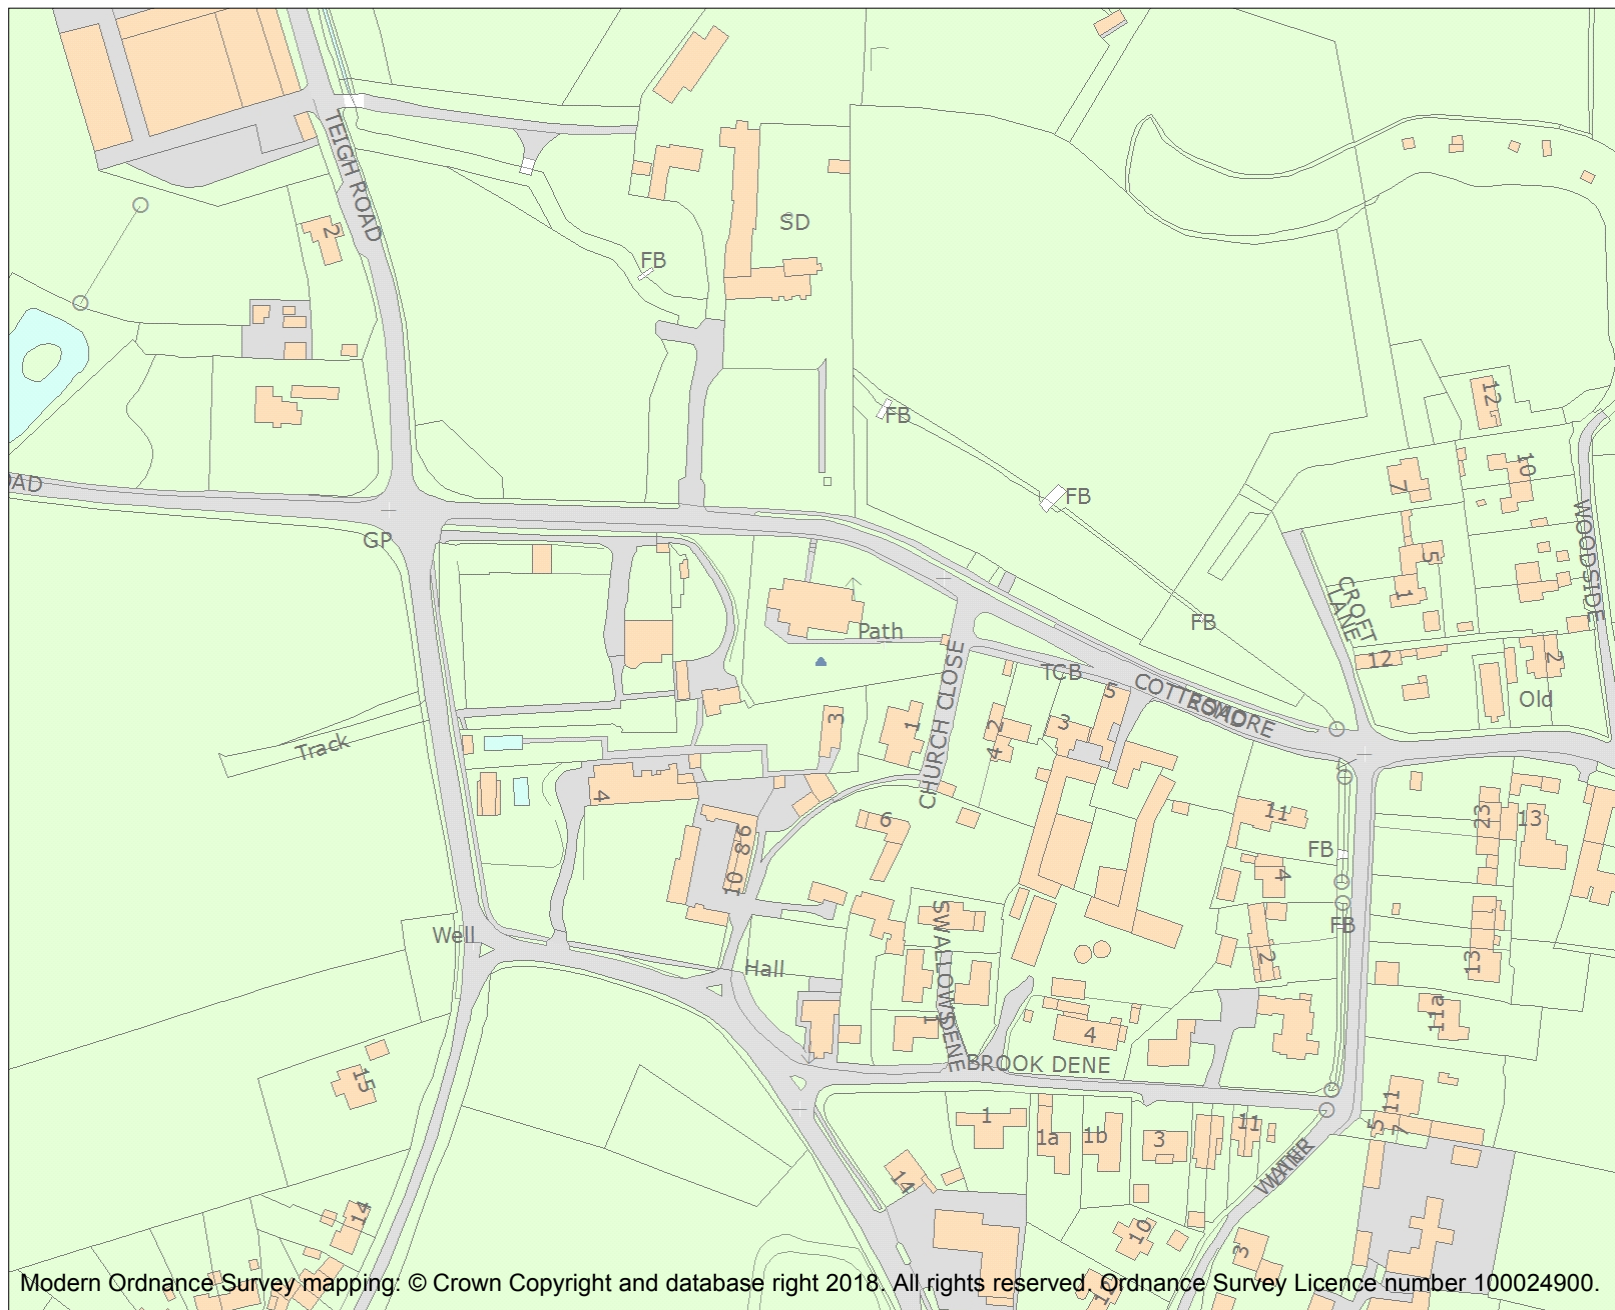 TEIGH ROAD
2
SD
FB
FB
FB
FB
12
10
7
5
1
WOODSIDE
CROFT
LANE
12
2
Old
OAD
GP
Path
CHURCH CLOSE
TCB
COTTESMORE
ROAD
5
3
2
4
1
3
Track
4
6
8
10
6
11
4
2
FB
FB
23
13
13
11a
Well
Hall
SWALLOWSDENE
1
BROOK DENE
4
15
14
1
1a
1b
3
11
11
5
7
14
10
3
12
Modern Ordnance Survey mapping: © Crown Copyright and database right 2018. All rights reserved. Ordnance Survey Licence number 100024900.